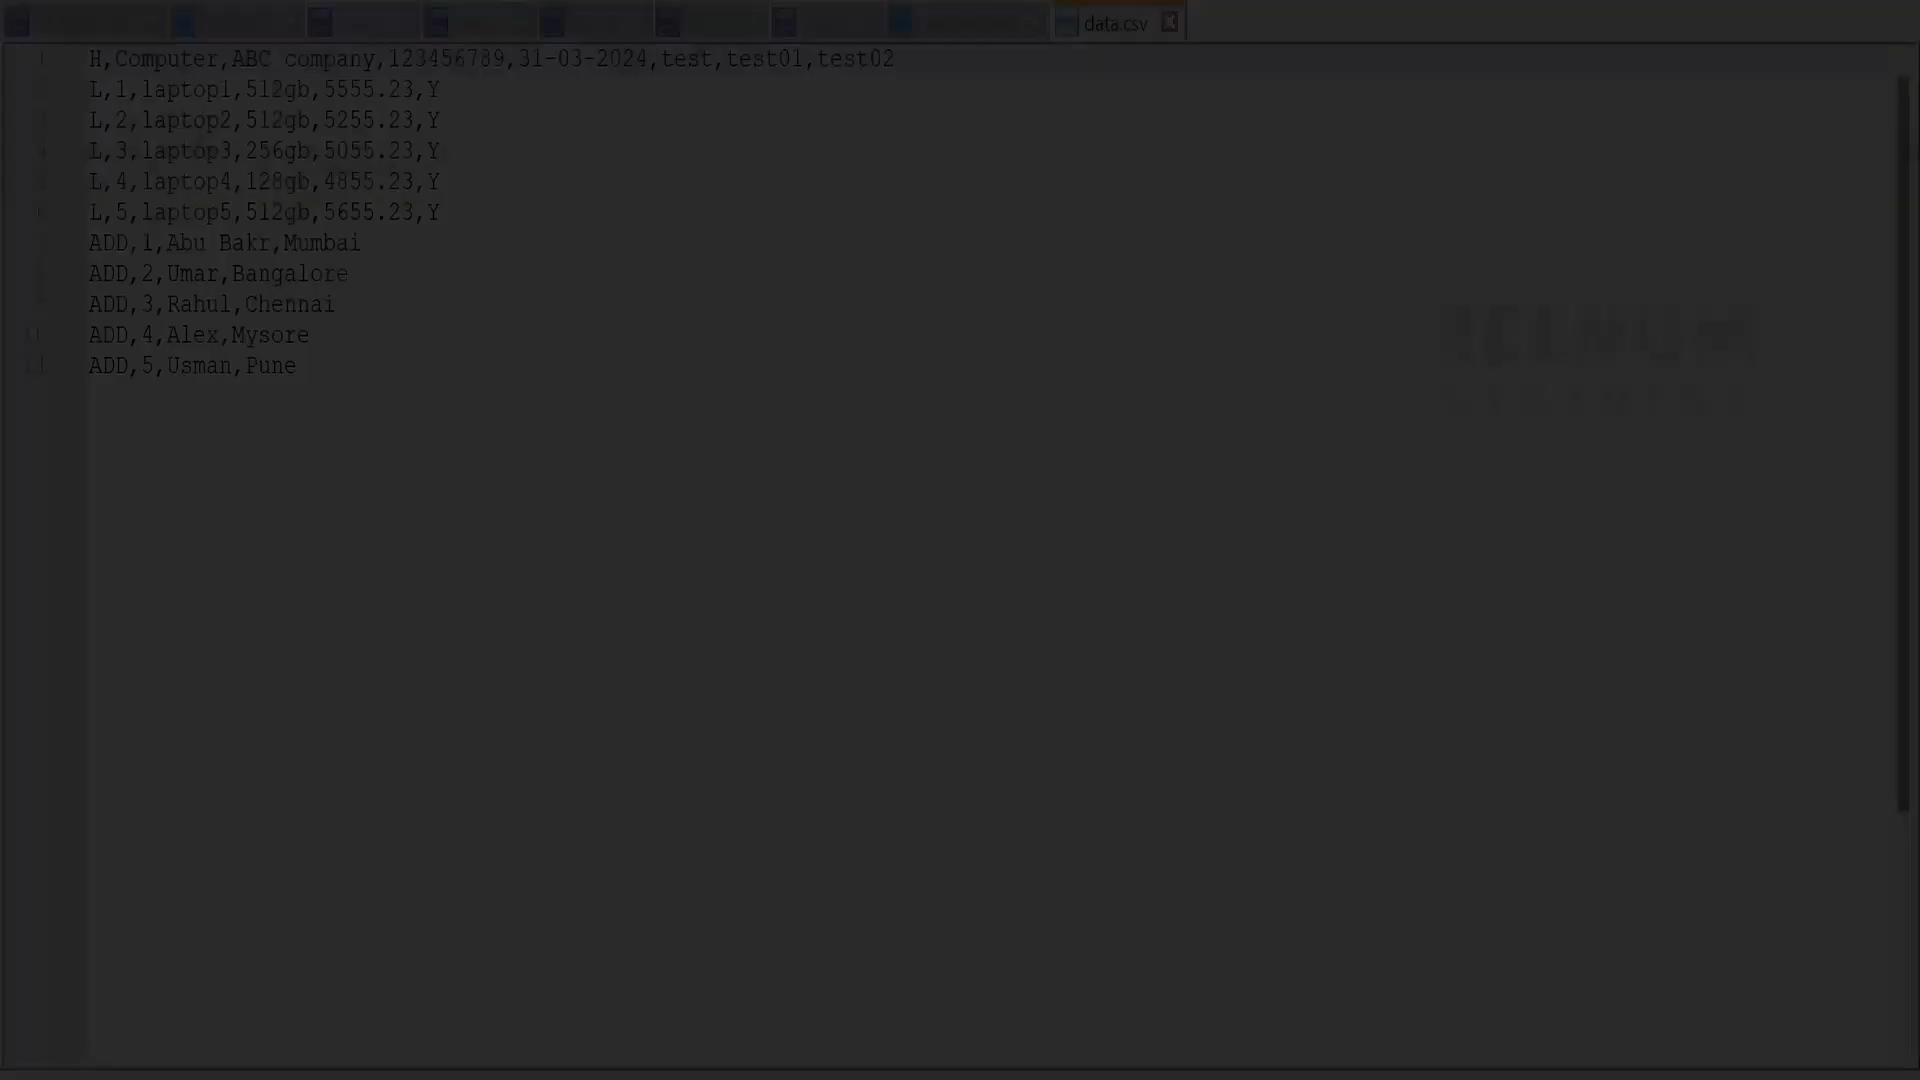 data.csv
H,Computer,ABC company,123456789,31-03-2024,test,test01,test02
L,1,laptop1,512gb,5555.23,Y
L,2,laptop2,512gb,5255.23,Y
L,3,laptop3,256gb,5055.23,Y
L,4,laptop4,128gb,4855.23,Y
L,5,laptop5,512gb,5655.23,Y
ADD,1,Abu Bakr,Mumbai
ADD,2,Umar,Bangalore
ADD,3,Rahul,Chennai
ADD,4,Alex,Mysore
ADD,5,Usman,Pune